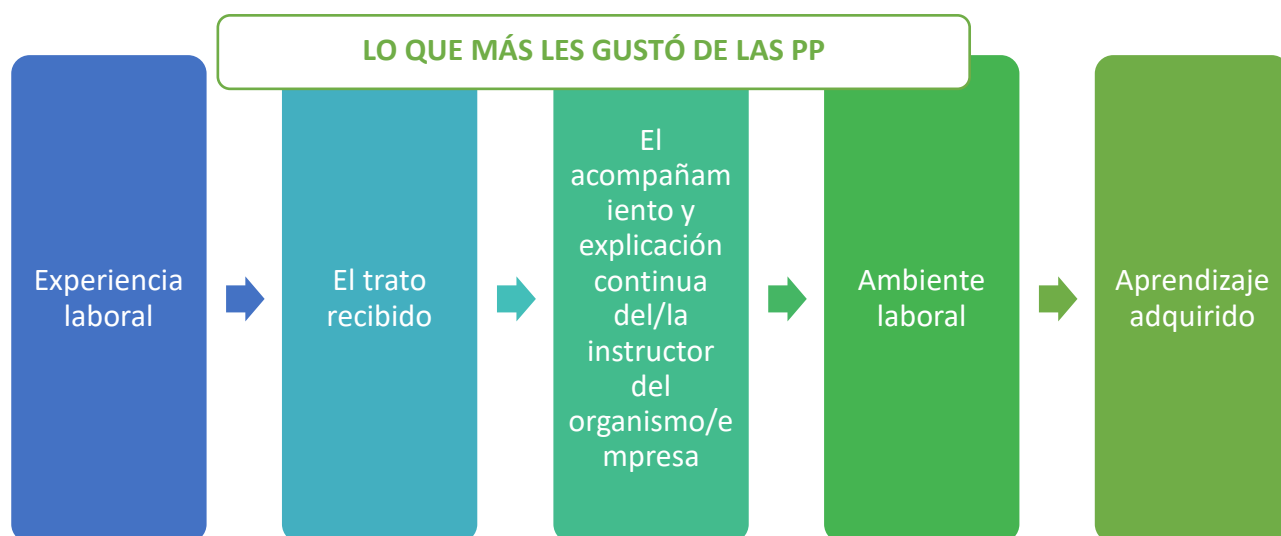 LO QUE MÁS LES GUSTÓ DE LAS PP
Experiencia
laboral
El trato
recibido
El
acompañam
iento y
explicación
continua
del/la
instructor
del
organismo/e
mpresa
Ambiente
laboral
Aprendizaje
adquirido